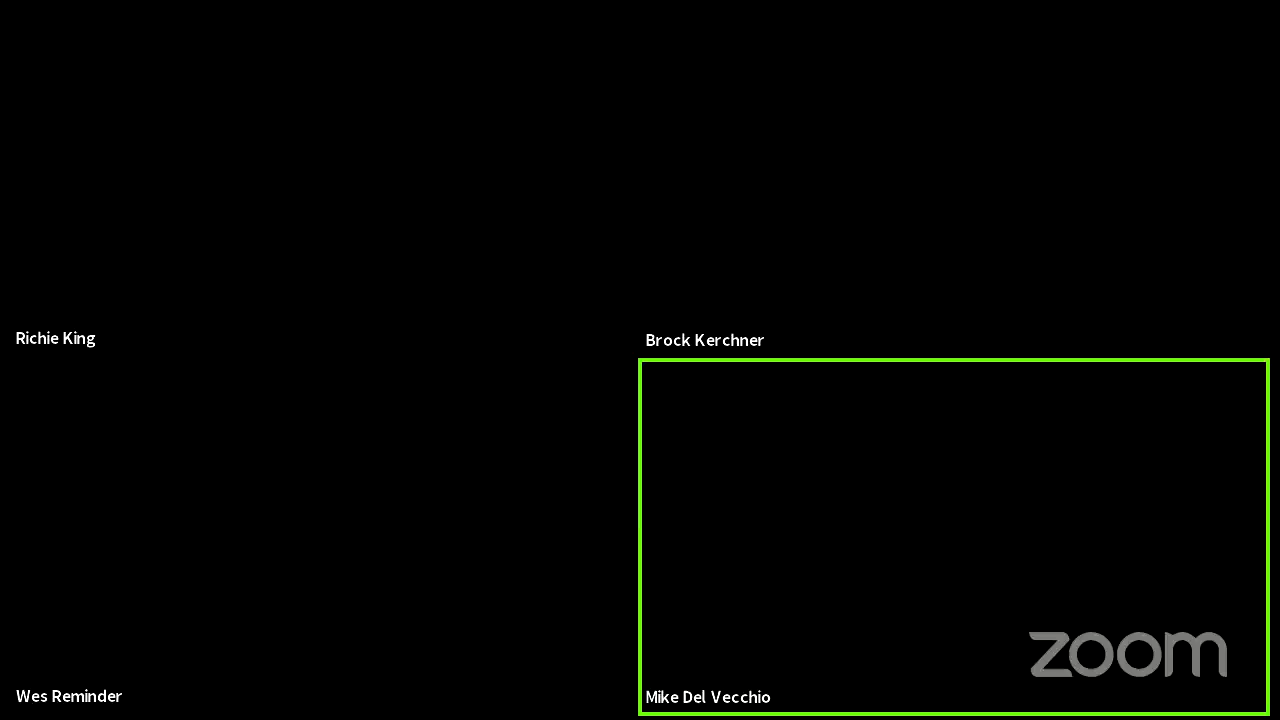 Richie King
Brock Kerchner
Wes Reminder
Mike Del Vecchio
zoom